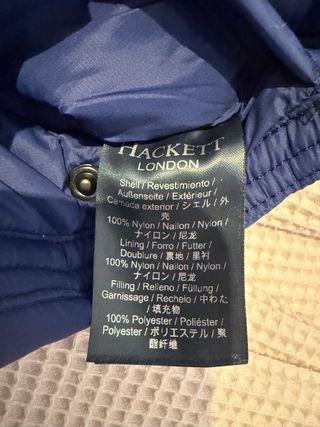 HACKETT
LONDON
Shell / Revestimiento /
Außenseite / Extérieur /
Camada exterior / シェル / 外
壳
100% Nylon / Nailon / Nylon /
ナイロン / 尼龙
Lining / Forro / Futter /
Doublure / 裏地 / 里衬
100% Nylon / Nailon / Nylon /
ナイロン / 尼龙
Filling / Relleno / Füllung /
Garnissage / Recheio / 中わた
/ 填充物
100% Polyester / Poliéster /
Polyester / ポリエステル / 聚
酯纤维